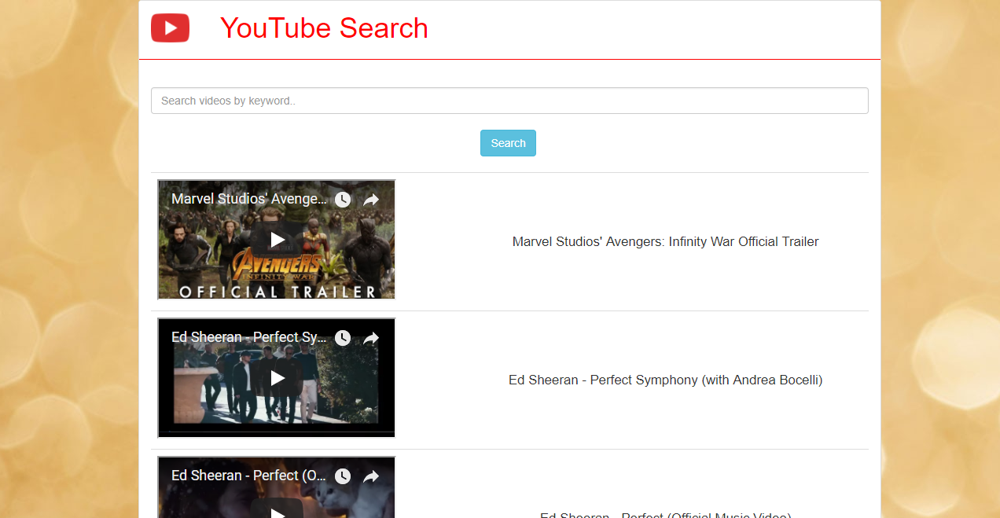 YouTube Search
Search videos by keyword..
Search
Marvel Studios' Avenge...
AVENGERS
INFINITY WAR
OFFICIAL TRAILER
Marvel Studios' Avengers: Infinity War Official Trailer
Ed Sheeran - Perfect Sy...
Ed Sheeran - Perfect Symphony (with Andrea Bocelli)
Ed Sheeran - Perfect (O...
Ed Sheeran - Perfect (Official Music Video)